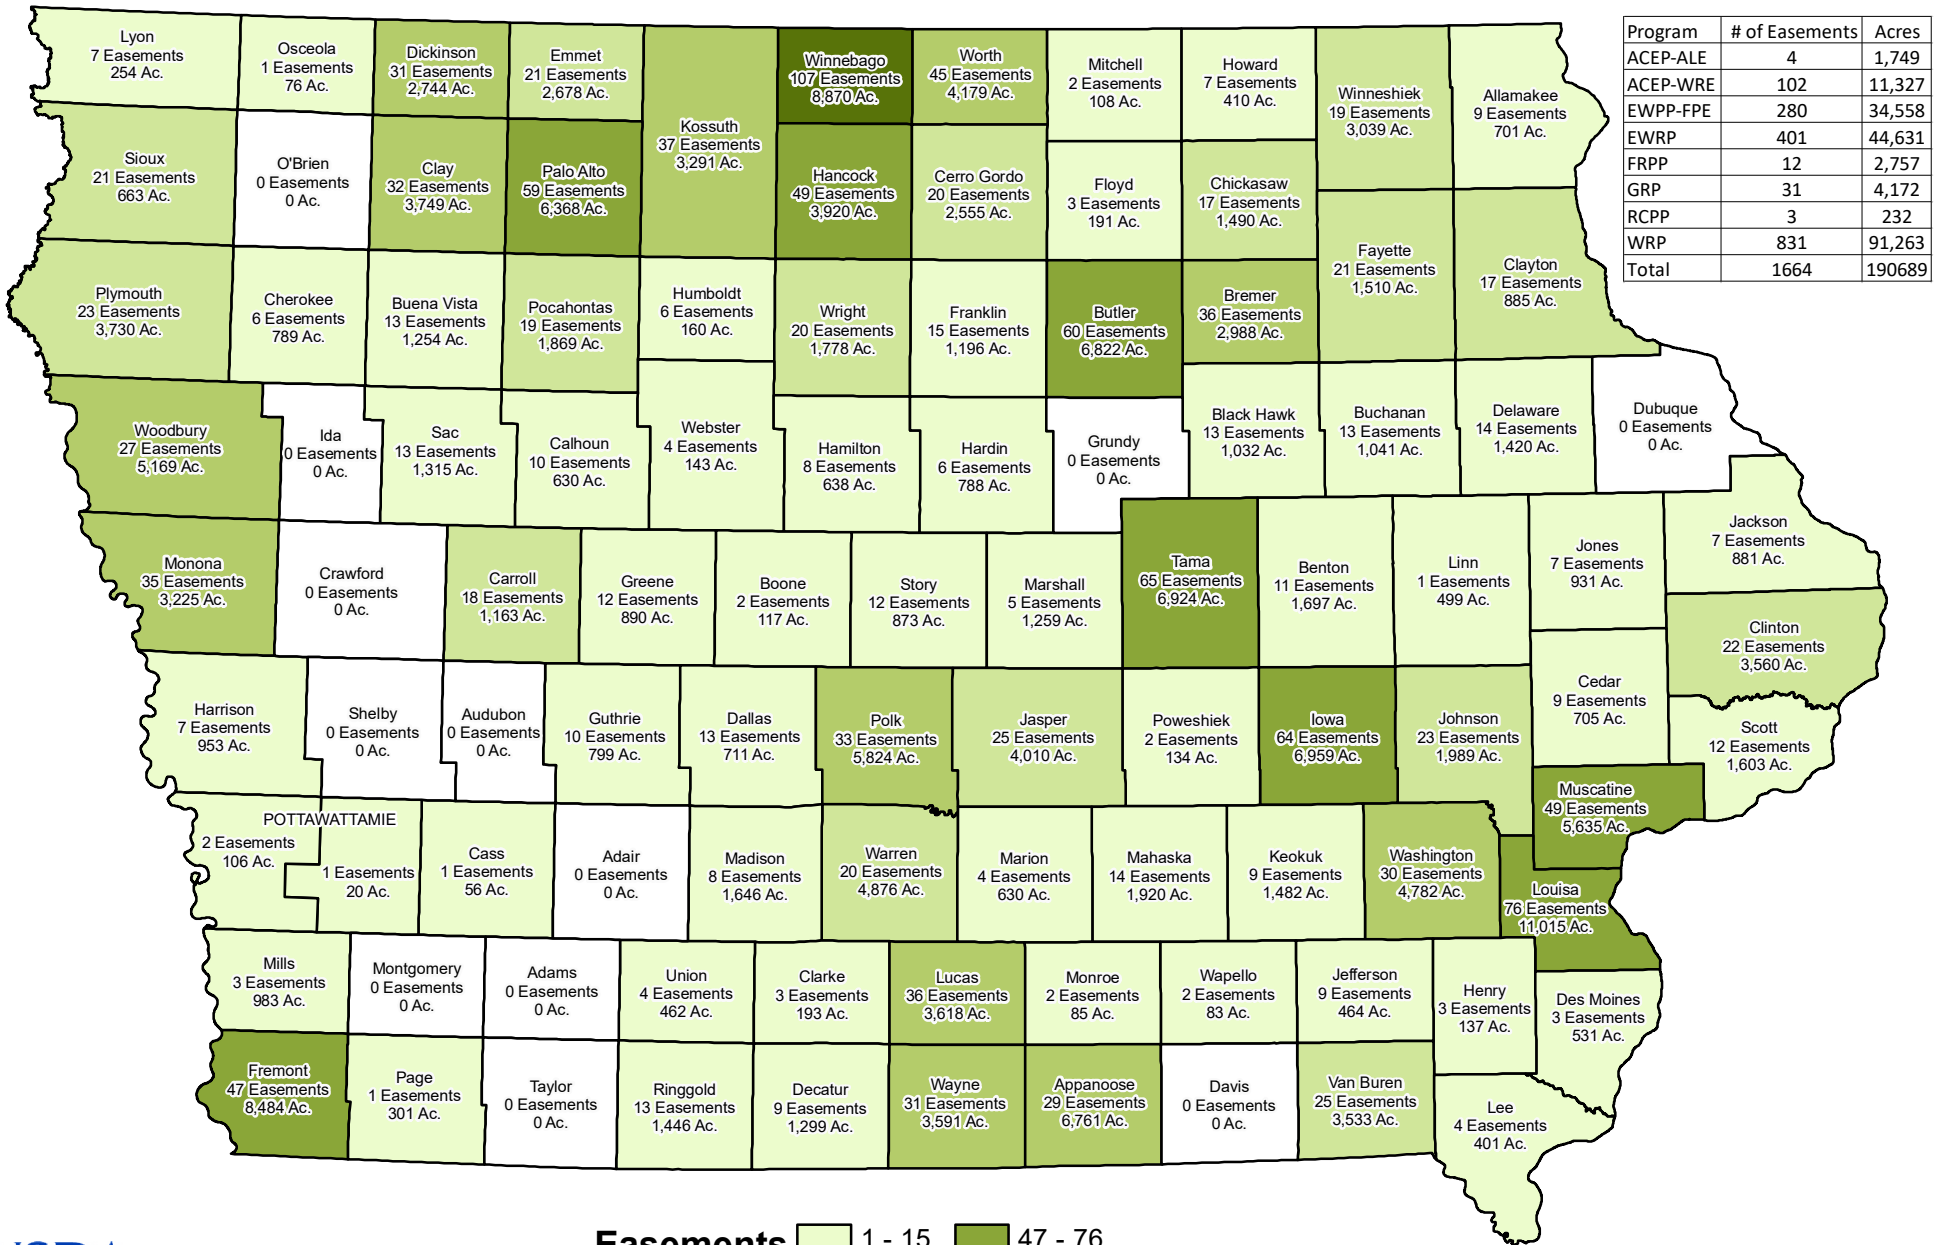 Lyon
7 Easements
254 Ac.
Osceola
1 Easements
76 Ac.
Dickinson
31 Easements
2,744 Ac.
Emmet
21 Easements
2,678 Ac.
Kossuth
37 Easements
3,291 Ac.
Winnebago
107 Easements
8,870 Ac.
Worth
45 Easements
4,179 Ac.
Mitchell
2 Easements
108 Ac.
Howard
7 Easements
410 Ac.
Winneshiek
19 Easements
3,039 Ac.
Allamakee
9 Easements
701 Ac.
Program # of Easements Acres
ACEP-ALE 4 1,749
ACEP-WRE 102 11,327
EWPP-FPE 280 34,558
EWRP 401 44,631
FRPP 12 2,757
GRP 31 4,172
RCPP 3 232
WRP 831 91,263
Total 1664 190689
Sioux
21 Easements
663 Ac.
O'Brien
0 Easements
0 Ac.
Clay
32 Easements
3,749 Ac.
Palo Alto
59 Easements
6,368 Ac.
Hancock
49 Easements
3,920 Ac.
Cerro Gordo
20 Easements
2,555 Ac.
Floyd
3 Easements
191 Ac.
Chickasaw
17 Easements
1,490 Ac.
Fayette
21 Easements
1,510 Ac.
Clayton
17 Easements
885 Ac.
Plymouth
23 Easements
3,730 Ac.
Cherokee
6 Easements
789 Ac.
Buena Vista
13 Easements
1,254 Ac.
Pocahontas
19 Easements
1,869 Ac.
Humboldt
6 Easements
160 Ac.
Wright
20 Easements
1,778 Ac.
Franklin
15 Easements
1,196 Ac.
Butler
60 Easements
6,822 Ac.
Bremer
36 Easements
2,988 Ac.
Woodbury
27 Easements
5,169 Ac.
Ida
0 Easements
0 Ac.
Sac
13 Easements
1,315 Ac.
Calhoun
10 Easements
630 Ac.
Webster
4 Easements
143 Ac.
Hamilton
8 Easements
638 Ac.
Hardin
6 Easements
788 Ac.
Grundy
0 Easements
0 Ac.
Black Hawk
13 Easements
1,032 Ac.
Buchanan
13 Easements
1,041 Ac.
Delaware
14 Easements
1,420 Ac.
Dubuque
0 Easements
0 Ac.
Monona
35 Easements
3,225 Ac.
Crawford
0 Easements
0 Ac.
Carroll
18 Easements
1,163 Ac.
Greene
12 Easements
890 Ac.
Boone
2 Easements
117 Ac.
Story
12 Easements
873 Ac.
Marshall
5 Easements
1,259 Ac.
Tama
65 Easements
6,924 Ac.
Benton
11 Easements
1,697 Ac.
Linn
1 Easements
499 Ac.
Jones
7 Easements
931 Ac.
Jackson
7 Easements
881 Ac.
Clinton
22 Easements
3,560 Ac.
Harrison
7 Easements
953 Ac.
Shelby
0 Easements
0 Ac.
Audubon
0 Easements
0 Ac.
Guthrie
10 Easements
799 Ac.
Dallas
13 Easements
711 Ac.
Polk
33 Easements
5,824 Ac.
Jasper
25 Easements
4,010 Ac.
Poweshiek
2 Easements
134 Ac.
Iowa
64 Easements
6,959 Ac.
Johnson
23 Easements
1,989 Ac.
Cedar
9 Easements
705 Ac.
Scott
12 Easements
1,603 Ac.
Muscatine
49 Easements
5,635 Ac.
POTTAWATTAMIE
2 Easements
106 Ac.
1 Easements
20 Ac.
Cass
1 Easements
56 Ac.
Adair
0 Easements
0 Ac.
Madison
8 Easements
1,646 Ac.
Warren
20 Easements
4,876 Ac.
Marion
4 Easements
630 Ac.
Mahaska
14 Easements
1,920 Ac.
Keokuk
9 Easements
1,482 Ac.
Washington
30 Easements
4,782 Ac.
Louisa
76 Easements
11,015 Ac.
Mills
3 Easements
983 Ac.
Montgomery
0 Easements
0 Ac.
Adams
0 Easements
0 Ac.
Union
4 Easements
462 Ac.
Clarke
3 Easements
193 Ac.
Lucas
36 Easements
3,618 Ac.
Monroe
2 Easements
85 Ac.
Wapello
2 Easements
83 Ac.
Jefferson
9 Easements
464 Ac.
Henry
3 Easements
137 Ac.
Des Moines
3 Easements
531 Ac.
Fremont
47 Easements
8,484 Ac.
Page
1 Easements
301 Ac.
Taylor
0 Easements
0 Ac.
Ringgold
13 Easements
1,446 Ac.
Decatur
9 Easements
1,299 Ac.
Wayne
31 Easements
3,591 Ac.
Appanoose
29 Easements
6,761 Ac.
Davis
0 Easements
0 Ac.
Van Buren
25 Easements
3,533 Ac.
Lee
4 Easements
401 Ac.
Easements 1 - 15 47 - 76